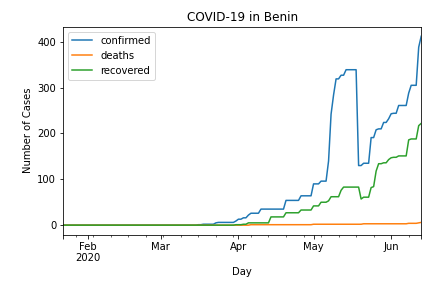 COVID-19 in Benin
confirmed
deaths
recovered
Number of Cases
400
300
200
100
0
Feb
2020
Mar
Apr
May
Jun
Day